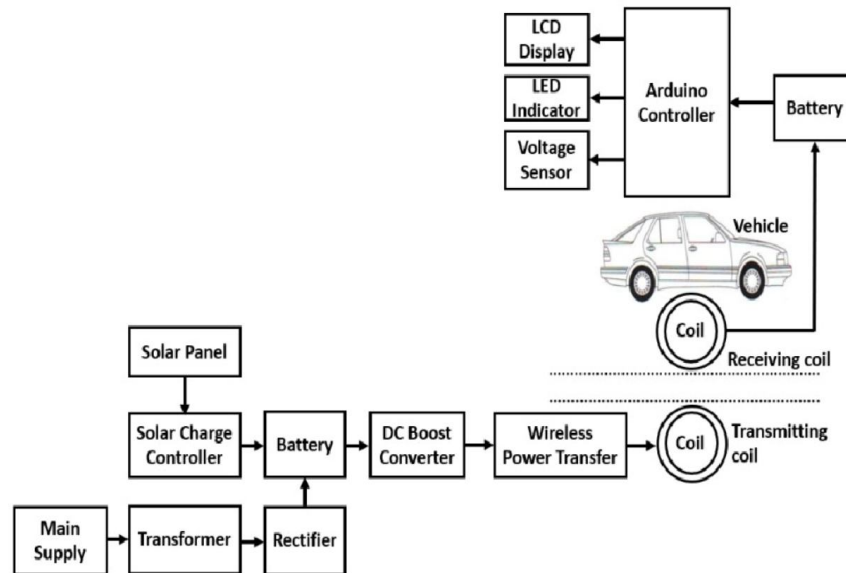 LCD
Display
LED
Indicator
Voltage
Sensor
Arduino
Controller
Battery
Vehicle
Coil
Receiving coil
Solar Panel
Solar Charge
Controller
Battery
DC Boost
Converter
Wireless
Power Transfer
Coil
Transmitting
coil
Main
Supply
Transformer
Rectifier